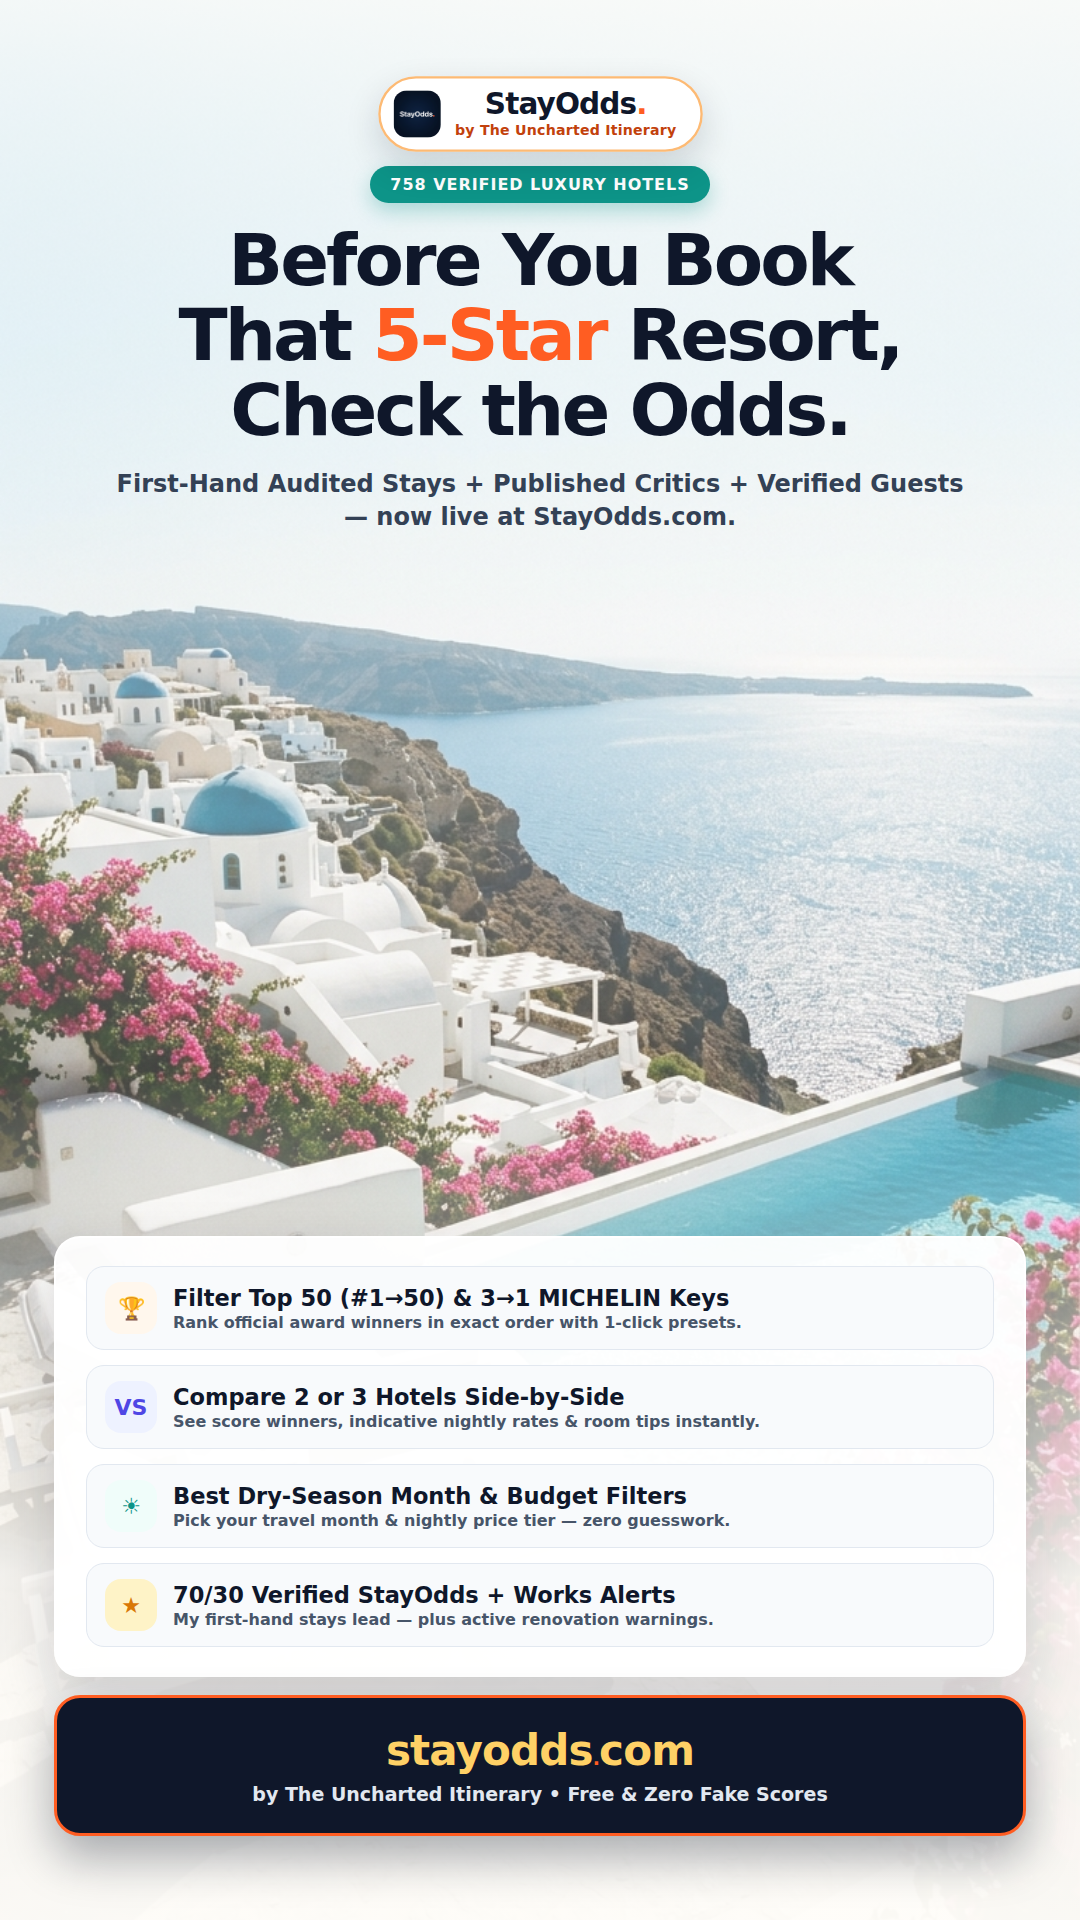 StayOdds.
StayOdds.
by The Uncharted Itinerary
758 VERIFIED LUXURY HOTELS
Before You Book
That 5-Star Resort,
Check the Odds.
First-Hand Audited Stays + Published Critics + Verified Guests
— now live at StayOdds.com.
🏆 Filter Top 50 (#1→50) & 3→1 MICHELIN Keys
Rank official award winners in exact order with 1-click presets.
VS Compare 2 or 3 Hotels Side-by-Side
See score winners, indicative nightly rates & room tips instantly.
☀ Best Dry-Season Month & Budget Filters
Pick your travel month & nightly price tier — zero guesswork.
★ 70/30 Verified StayOdds + Works Alerts
My first-hand stays lead — plus active renovation warnings.
stayodds.com
by The Uncharted Itinerary • Free & Zero Fake Scores